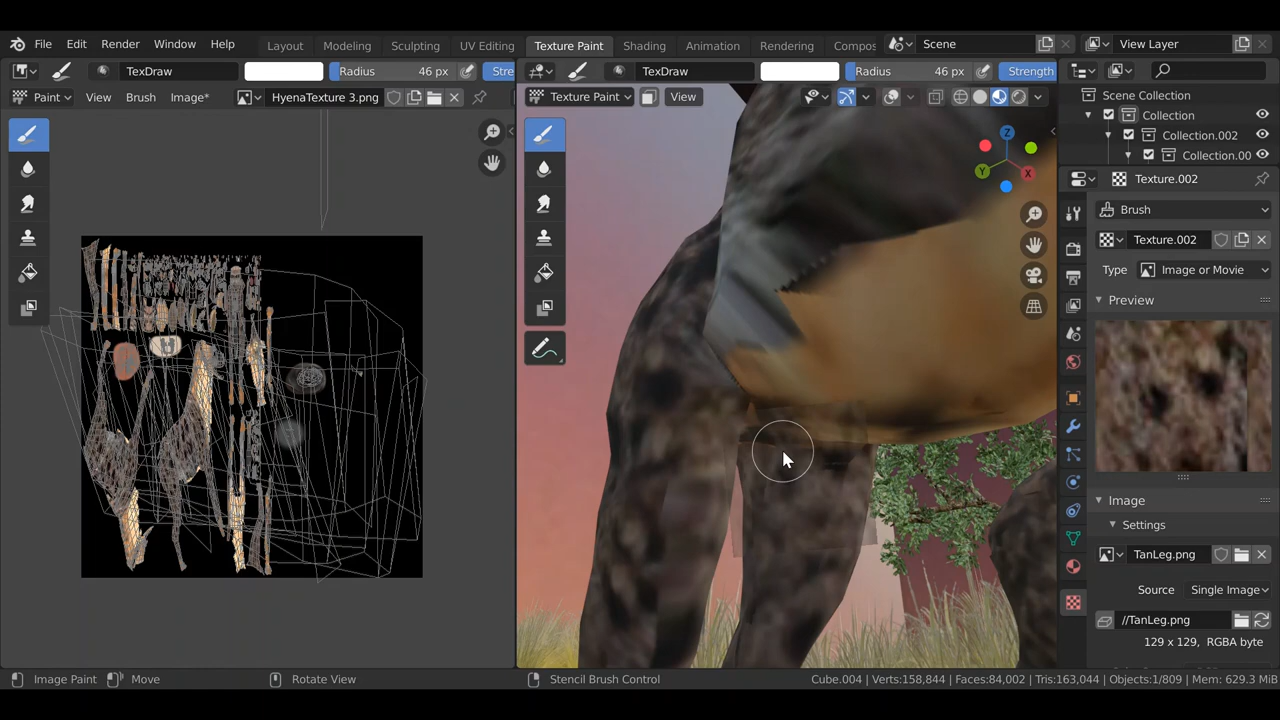 File Edit Render Window Help Layout Modeling Sculpting UV Editing Texture Paint Shading Animation Rendering Compos Scene View Layer
TexDraw Radius 46 px Stre TexDraw Radius 46 px Strength
Paint View Brush Image* HyenaTexture 3.png Texture Paint View
Scene Collection
Collection
Collection.002
Collection.00
Texture.002
Brush
Texture.002
Type Image or Movie
Preview
Image
Settings
TanLeg.png
Source Single Image
//TanLeg.png
129 x 129, RGBA byte
Z
Y
X
Image Paint Move Rotate View Stencil Brush Control Cube.004 | Verts:158,844 | Faces:84,002 | Tris:163,044 | Objects:1/809 | Mem: 629.3 MiB